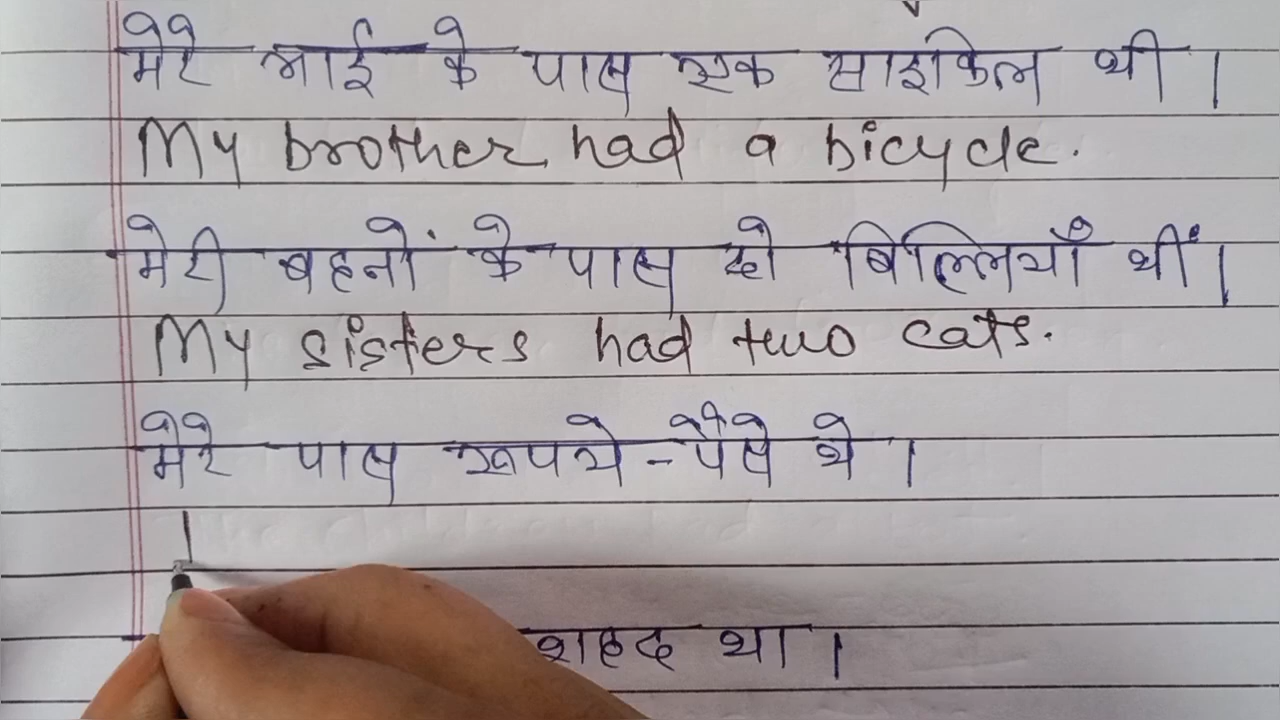 मेरे भाई के पास एक साइकिल थी।
My brother had a bicycle.
मेरी बहनों के पास दो बिल्लियाँ थीं।
My sisters had two cats.
मेरे पास रूपये-पैसे थे।
I
शहद था।